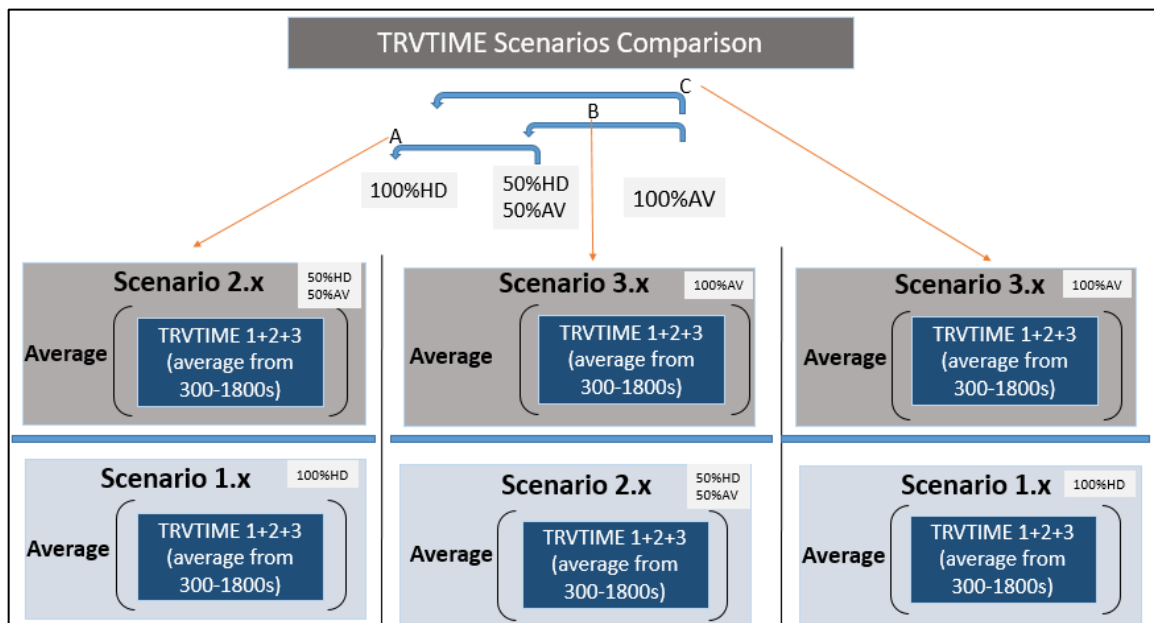 TRVTIME Scenarios Comparison
C
B
A
100%HD
50%HD
50%AV
100%AV
Scenario 2.x
50%HD
50%AV
Average
TRVTIME 1+2+3
(average from
300-1800s)
Scenario 1.x
100%HD
Average
TRVTIME 1+2+3
(average from
300-1800s)
Scenario 3.x
100%AV
Average
TRVTIME 1+2+3
(average from
300-1800s)
Scenario 2.x
50%HD
50%AV
Average
TRVTIME 1+2+3
(average from
300-1800s)
Scenario 3.x
100%AV
Average
TRVTIME 1+2+3
(average from
300-1800s)
Scenario 1.x
100%HD
Average
TRVTIME 1+2+3
(average from
300-1800s)